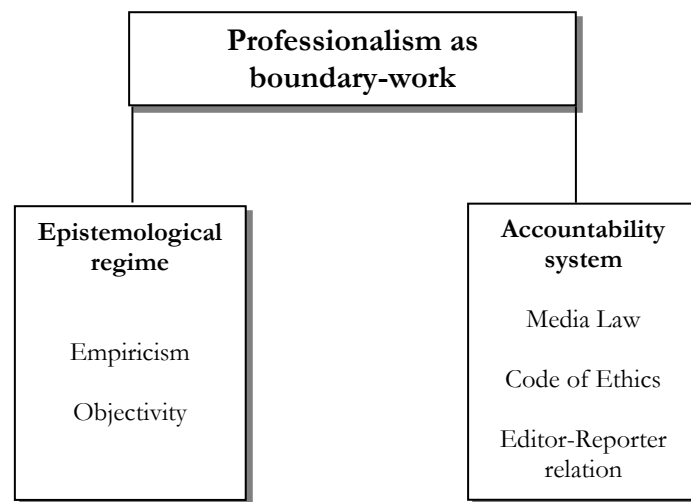 Professionalism as
boundary-work
Epistemological
regime
Empiricism
Objectivity
Accountability
system
Media Law
Code of Ethics
Editor-Reporter
relation